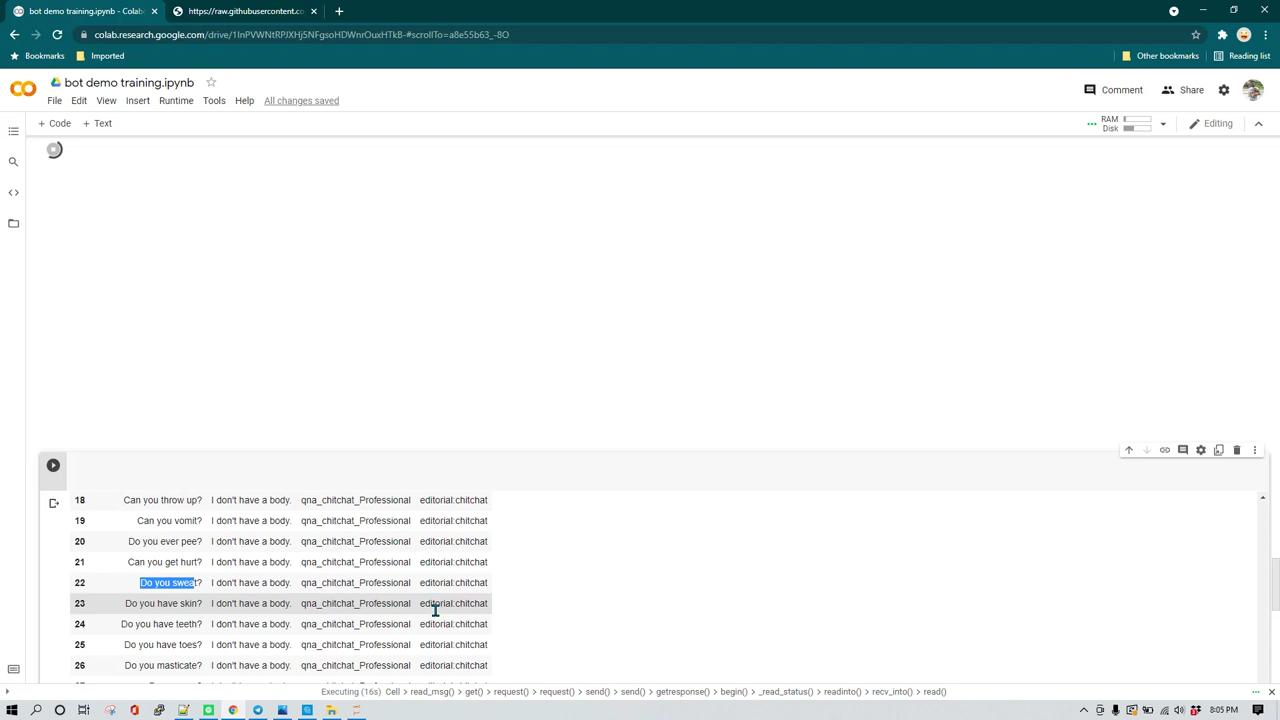 bot demo training.ipynb - Colab
https://raw.githubusercontent.co
colab.research.google.com/drive/1InPVWNtRPJXHj5NFgsoHDWnrOuxHTkB-#scrollTo=a8e55b63_-8O
Bookmarks
Imported
Other bookmarks
Reading list
bot demo training.ipynb
Comment
Share
File Edit View Insert Runtime Tools Help All changes saved
+ Code + Text
RAM
Disk
Editing
18 Can you throw up? I don't have a body. qna_chitchat_Professional editorial:chitchat
19 Can you vomit? I don't have a body. qna_chitchat_Professional editorial:chitchat
20 Do you ever pee? I don't have a body. qna_chitchat_Professional editorial:chitchat
21 Can you get hurt? I don't have a body. qna_chitchat_Professional editorial:chitchat
22 Do you sweat? I don't have a body. qna_chitchat_Professional editorial:chitchat
23 Do you have skin? I don't have a body. qna_chitchat_Professional editorial:chitchat
24 Do you have teeth? I don't have a body. qna_chitchat_Professional editorial:chitchat
25 Do you have toes? I don't have a body. qna_chitchat_Professional editorial:chitchat
26 Do you masticate? I don't have a body. qna_chitchat_Professional editorial:chitchat
Executing (16s) Cell read_msg() get() request() request() send() send() getresponse() begin() _read_status() readinto() recv_into() read()
8:05 PM